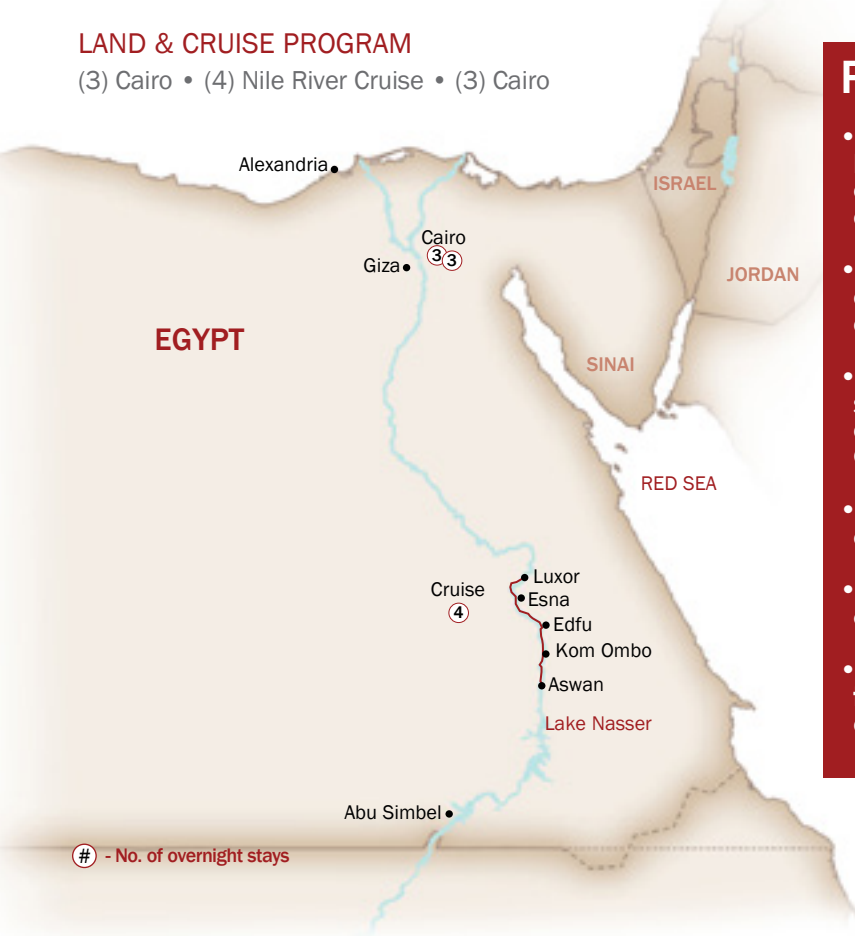 LAND & CRUISE PROGRAM
(3) Cairo • (4) Nile River Cruise • (3) Cairo
Alexandria
ISRAEL
Cairo
3 3
Giza
JORDAN
EGYPT
SINAI
RED SEA
Luxor
Cruise
4
Esna
Edfu
Kom Ombo
Aswan
Lake Nasser
Abu Simbel
# - No. of overnight stays